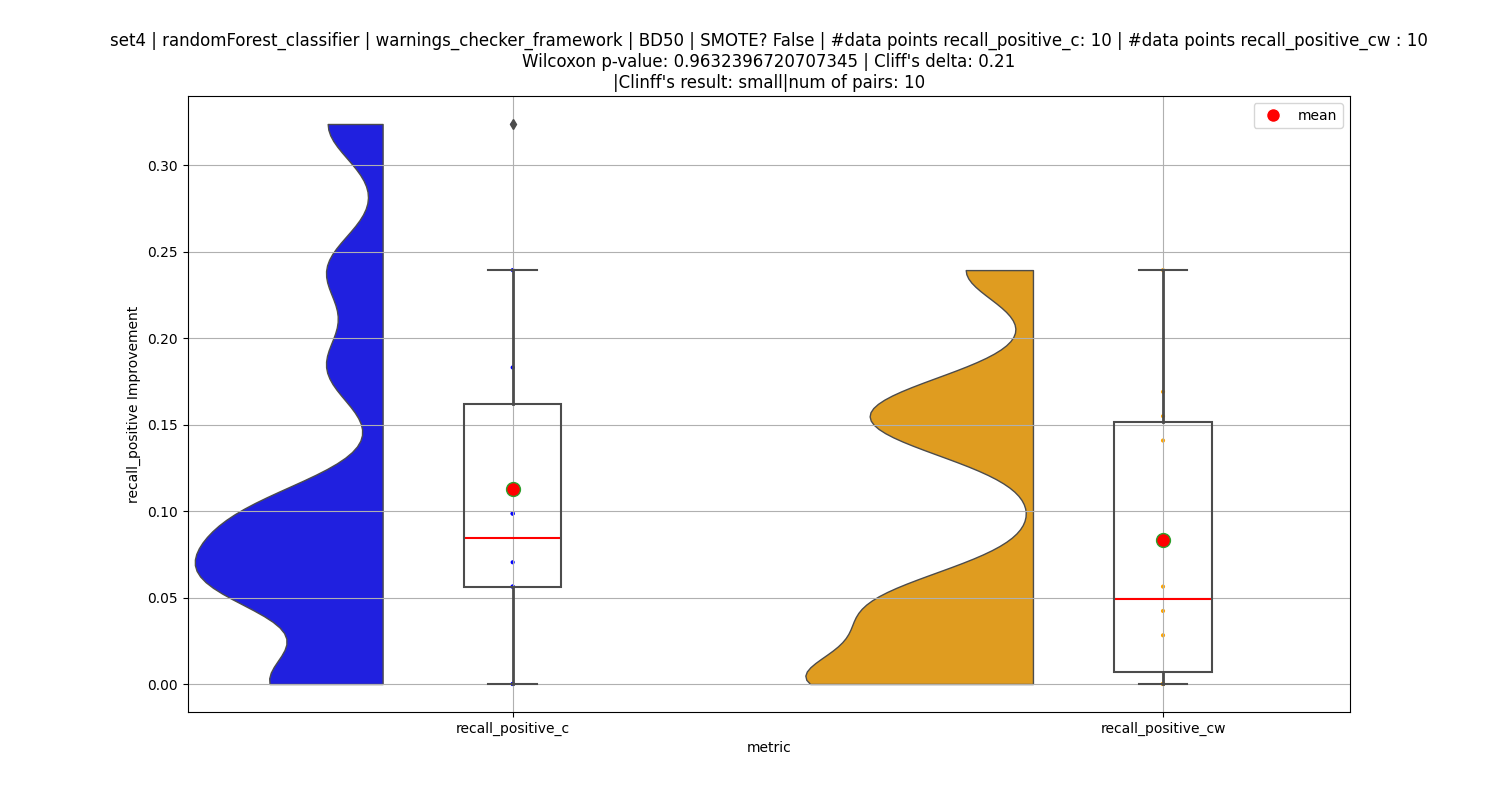 set4 | randomForest_classifier | warnings_checker_framework | BD50 | SMOTE? False | #data points recall_positive_c: 10 | #data points recall_positive_cw : 10
Wilcoxon p-value: 0.9632396720707345 | Cliff's delta: 0.21
|Clinff's result: small|num of pairs: 10
mean
recall_positive Improvement
0.30
0.25
0.20
0.15
0.10
0.05
0.00
recall_positive_c
recall_positive_cw
metric